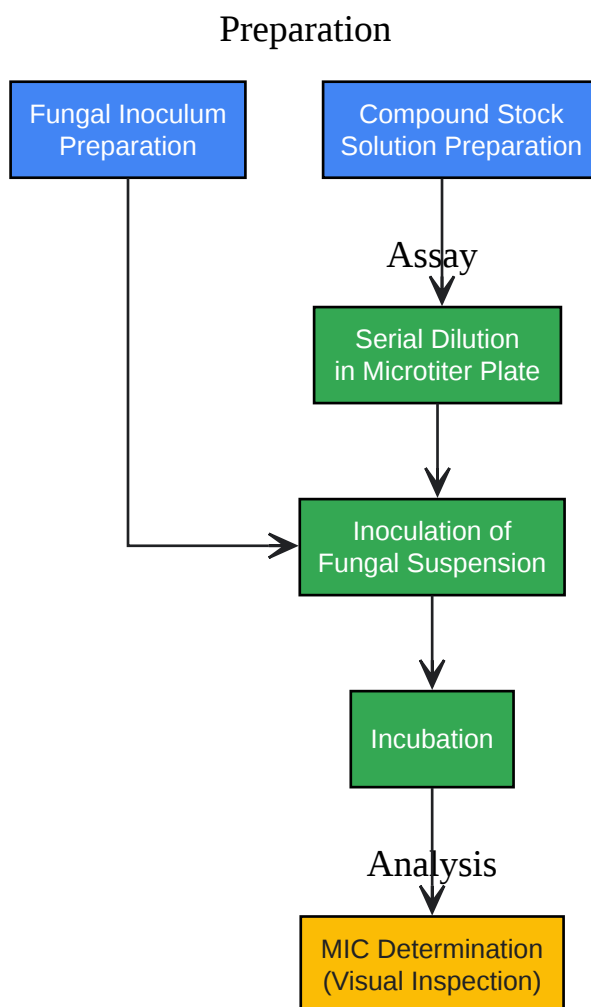 Preparation
Fungal Inoculum
Preparation
Compound Stock
Solution Preparation
Assay
Serial Dilution
in Microtiter Plate
Inoculation of
Fungal Suspension
Incubation
Analysis
MIC Determination
(Visual Inspection)